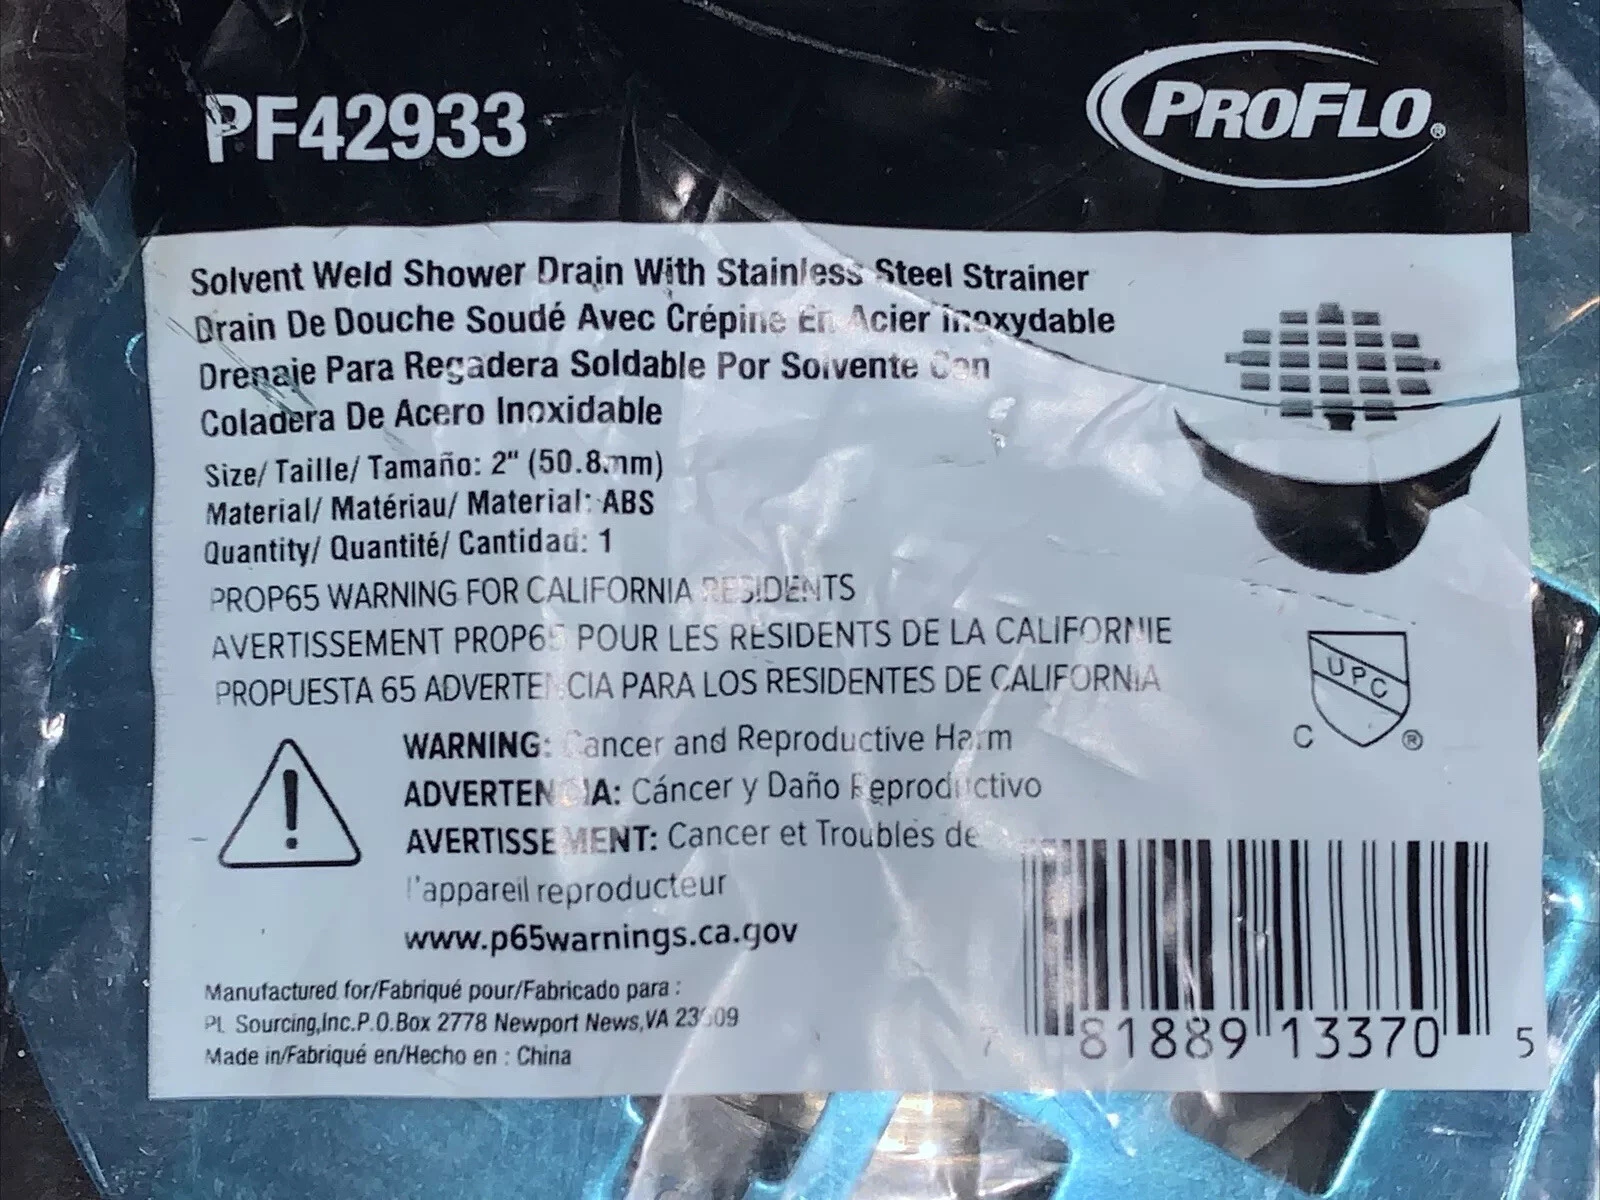 PF42933
PROFLO®
Solvent Weld Shower Drain With Stainless Steel Strainer
Drain De Douche Soudé Avec Crépine En Acier Inoxydable
Drenaje Para Regadera Soldable Por Solvente Con
Coladera De Acero Inoxidable
Size/ Taille/ Tamaño: 2" (50.8mm)
Material/ Matériau/ Material: ABS
Quantity/ Quantité/ Cantidad: 1
PROP65 WARNING FOR CALIFORNIA RESIDENTS
AVERTISSEMENT PROP65 POUR LES RÉSIDENTS DE LA CALIFORNIE
PROPUESTA 65 ADVERTENCIA PARA LOS RESIDENTES DE CALIFORNIA
UPC
C ®
WARNING: Cancer and Reproductive Harm
ADVERTENCIA: Cáncer y Daño Reproductivo
AVERTISSEMENT: Cancer et Troubles de
l'appareil reproducteur
www.p65warnings.ca.gov
Manufactured for/Fabriqué pour/Fabricado para :
PL Sourcing,Inc.P.O.Box 2778 Newport News,VA
Made in/Fabriqué en/Hecho en : China
7 81889 13370 5